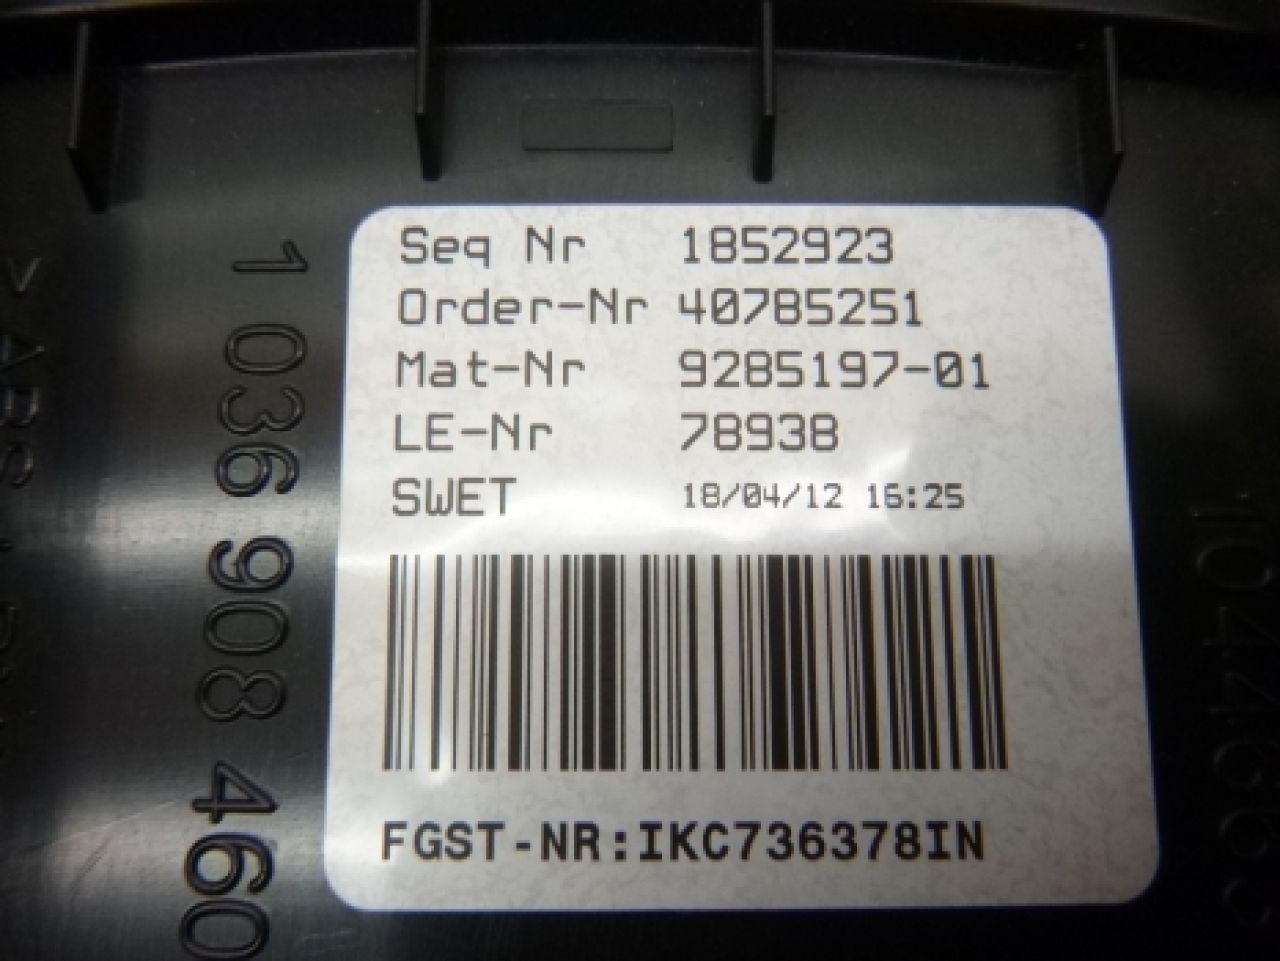 Seq Nr 1852923
Order-Nr 40785251
Mat-Nr 9285197-01
LE-Nr 78938
SWET 18/04/12 16:25
FGST-NR:IKC736378IN
1 036 908 460
>ABS